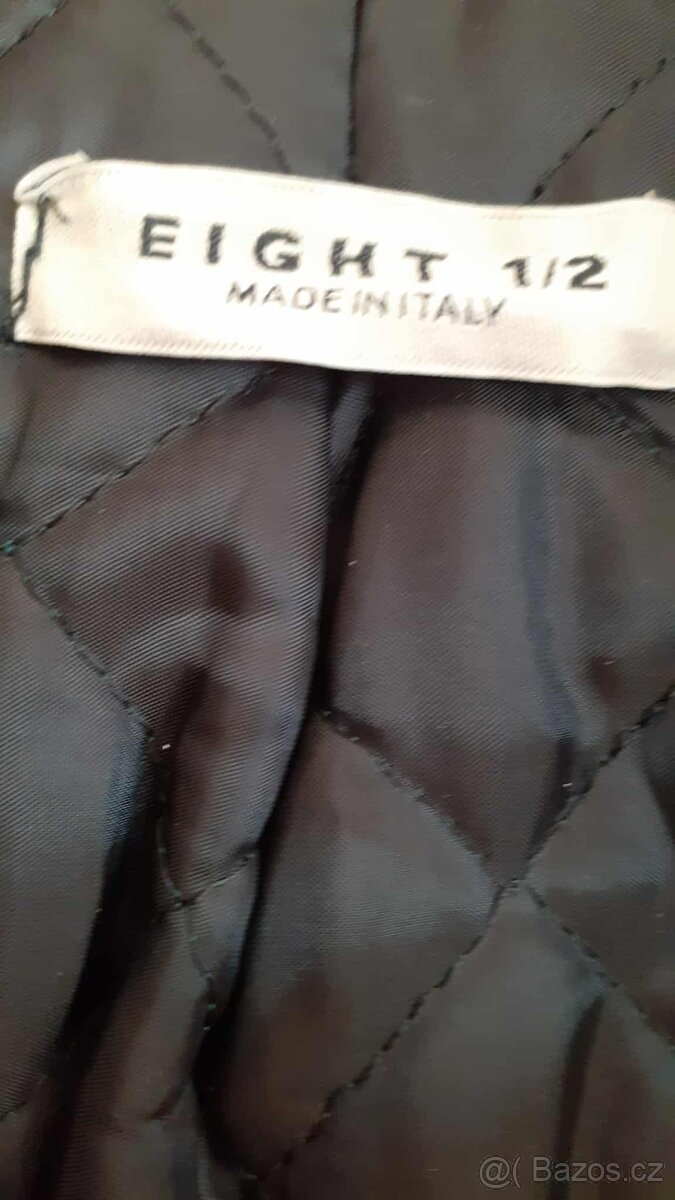 EIGHT 1/2
MADE IN ITALY
@( Bazos.cz